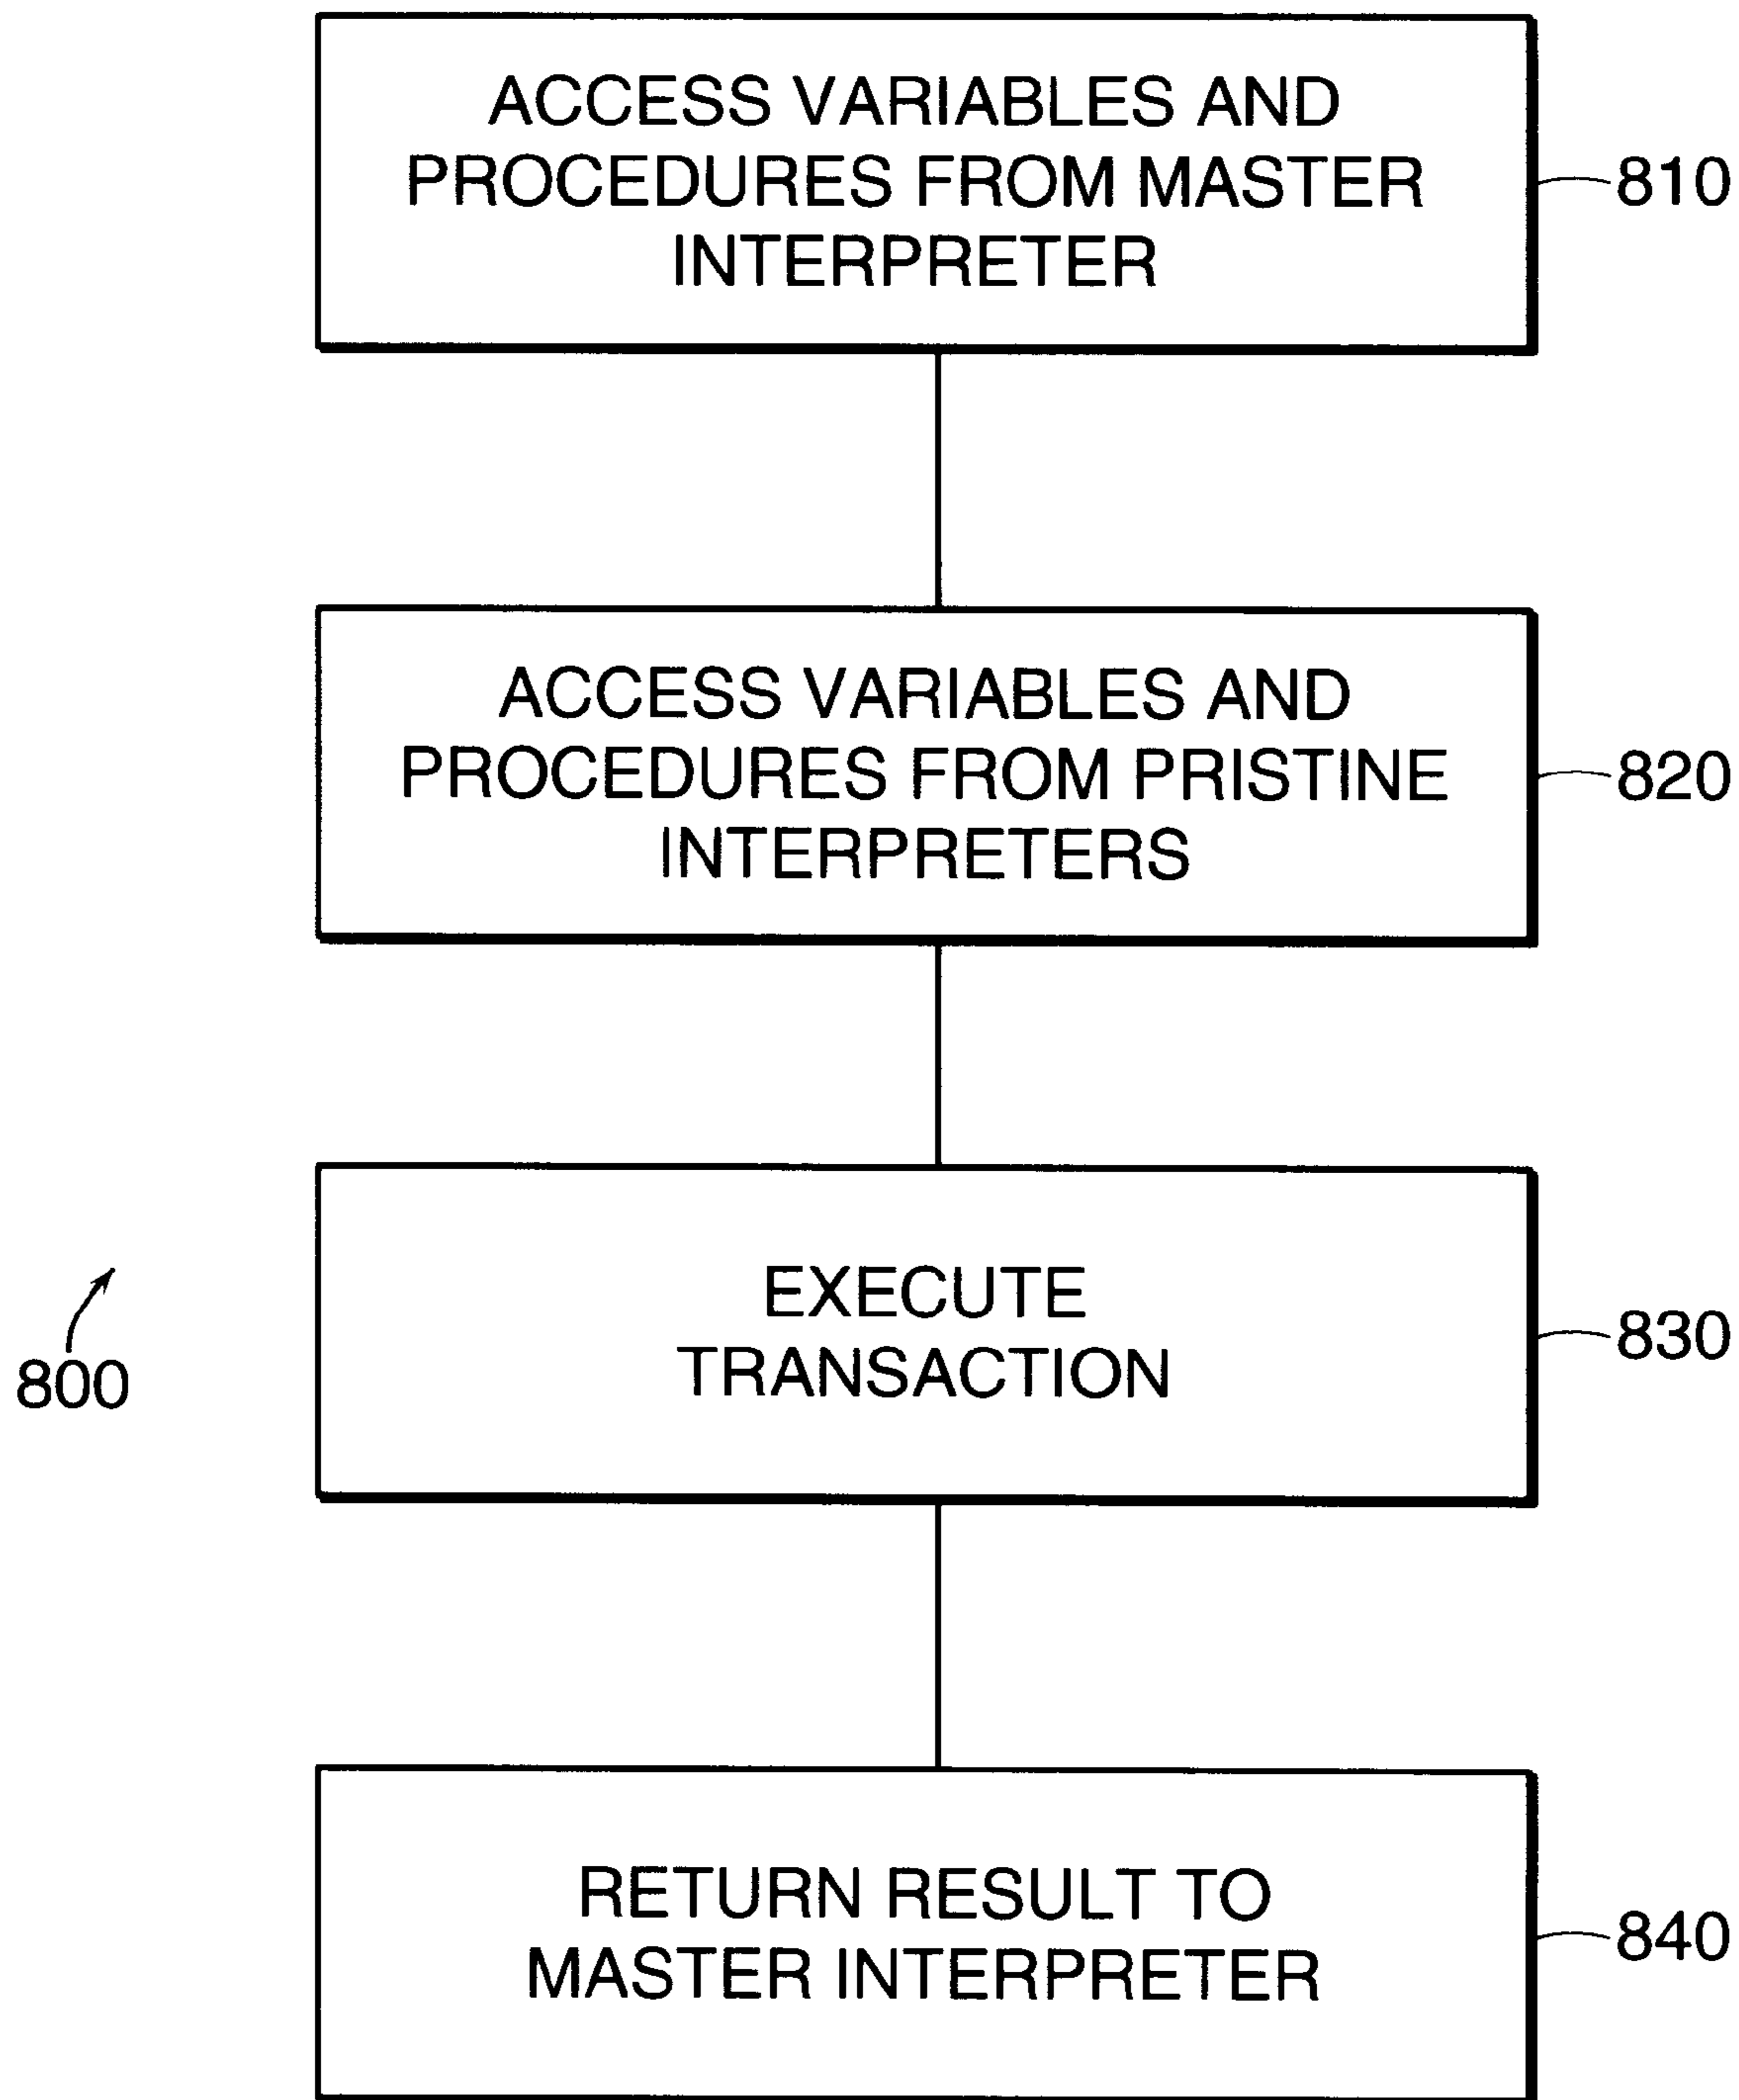 ACCESS VARIABLES AND
PROCEDURES FROM MASTER
INTERPRETER
810
ACCESS VARIABLES AND
PROCEDURES FROM PRISTINE
INTERPRETERS
820
EXECUTE
TRANSACTION
830
800
RETURN RESULT TO
MASTER INTERPRETER
840